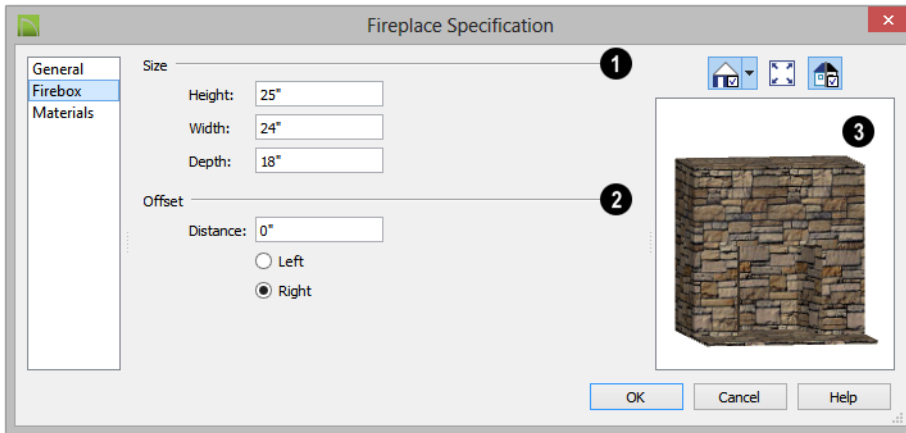 Fireplace Specification
General
Firebox
Materials
Size
1
Height: 25"
Width: 24"
Depth: 18"
Offset
2
Distance: 0"
Left
Right
3
OK Cancel Help